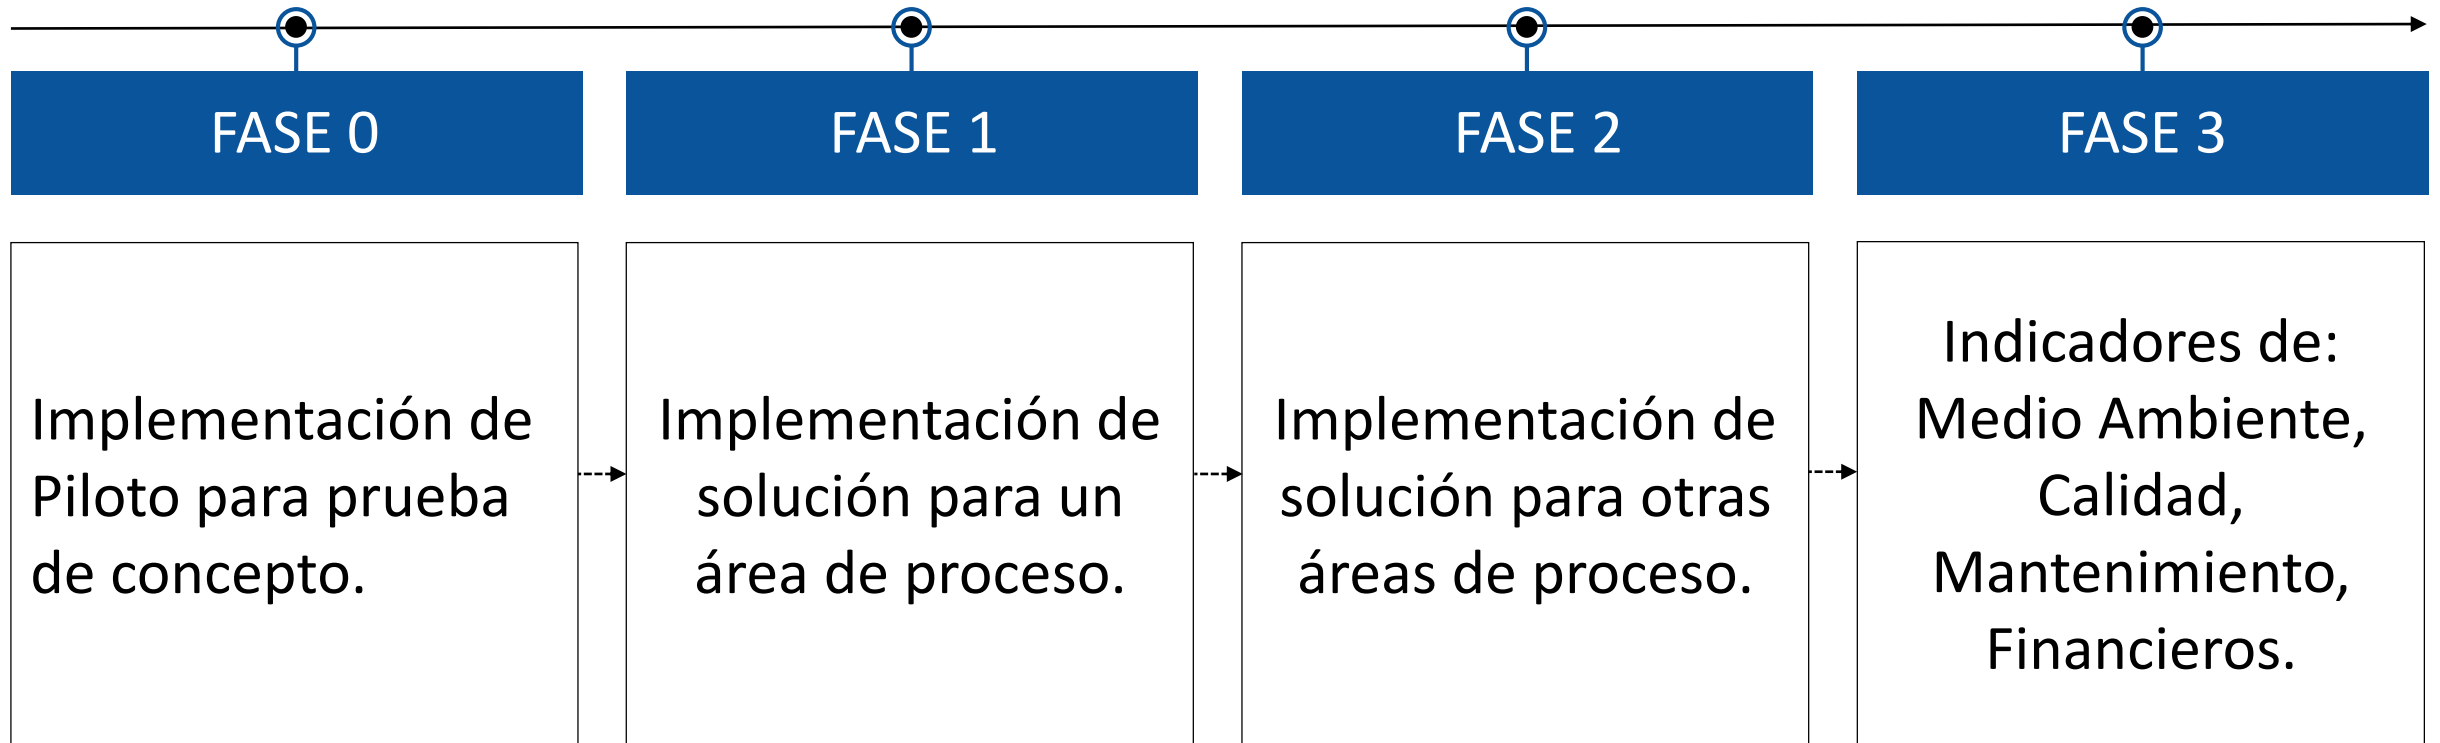 FASE 0
FASE 1
FASE 2
FASE 3
Implementación de
Piloto para prueba
de concepto.
Implementación de
solución para un
área de proceso.
Implementación de
solución para otras
áreas de proceso.
Indicadores de:
Medio Ambiente,
Calidad,
Mantenimiento,
Financieros.